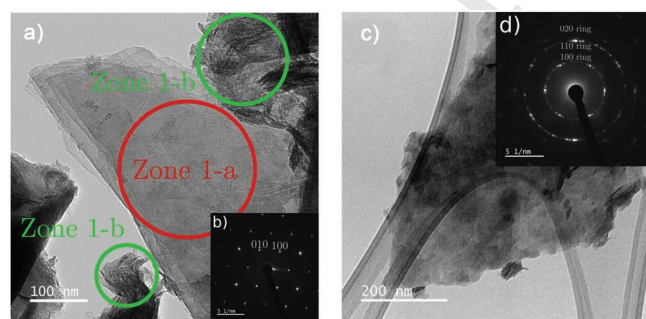 a)
Zone 1-b
Zone 1-a
Zone 1-b
100 nm
b)
010 100
5 1/nm
c)
200 nm
d)
020 ring
110 ring
100 ring
5 1/nm